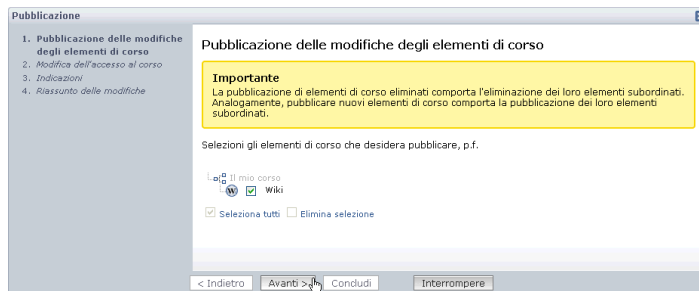 Pubblicazione
1. Pubblicazione delle modifiche
degli elementi di corso
2. Modifica dell'accesso al corso
3. Indicazioni
4. Riassunto delle modifiche
Pubblicazione delle modifiche degli elementi di corso
Importante
La pubblicazione di elementi di corso eliminati comporta l'eliminazione dei loro elementi subordinati.
Analogamente, pubblicare nuovi elementi di corso comporta la pubblicazione dei loro elementi
subordinati.
Selezioni gli elementi di corso che desidera pubblicare, p.f.
Il mio corso
W Wiki
Seleziona tutti Elimina selezione
< Indietro Avanti > Concludi Interrompere